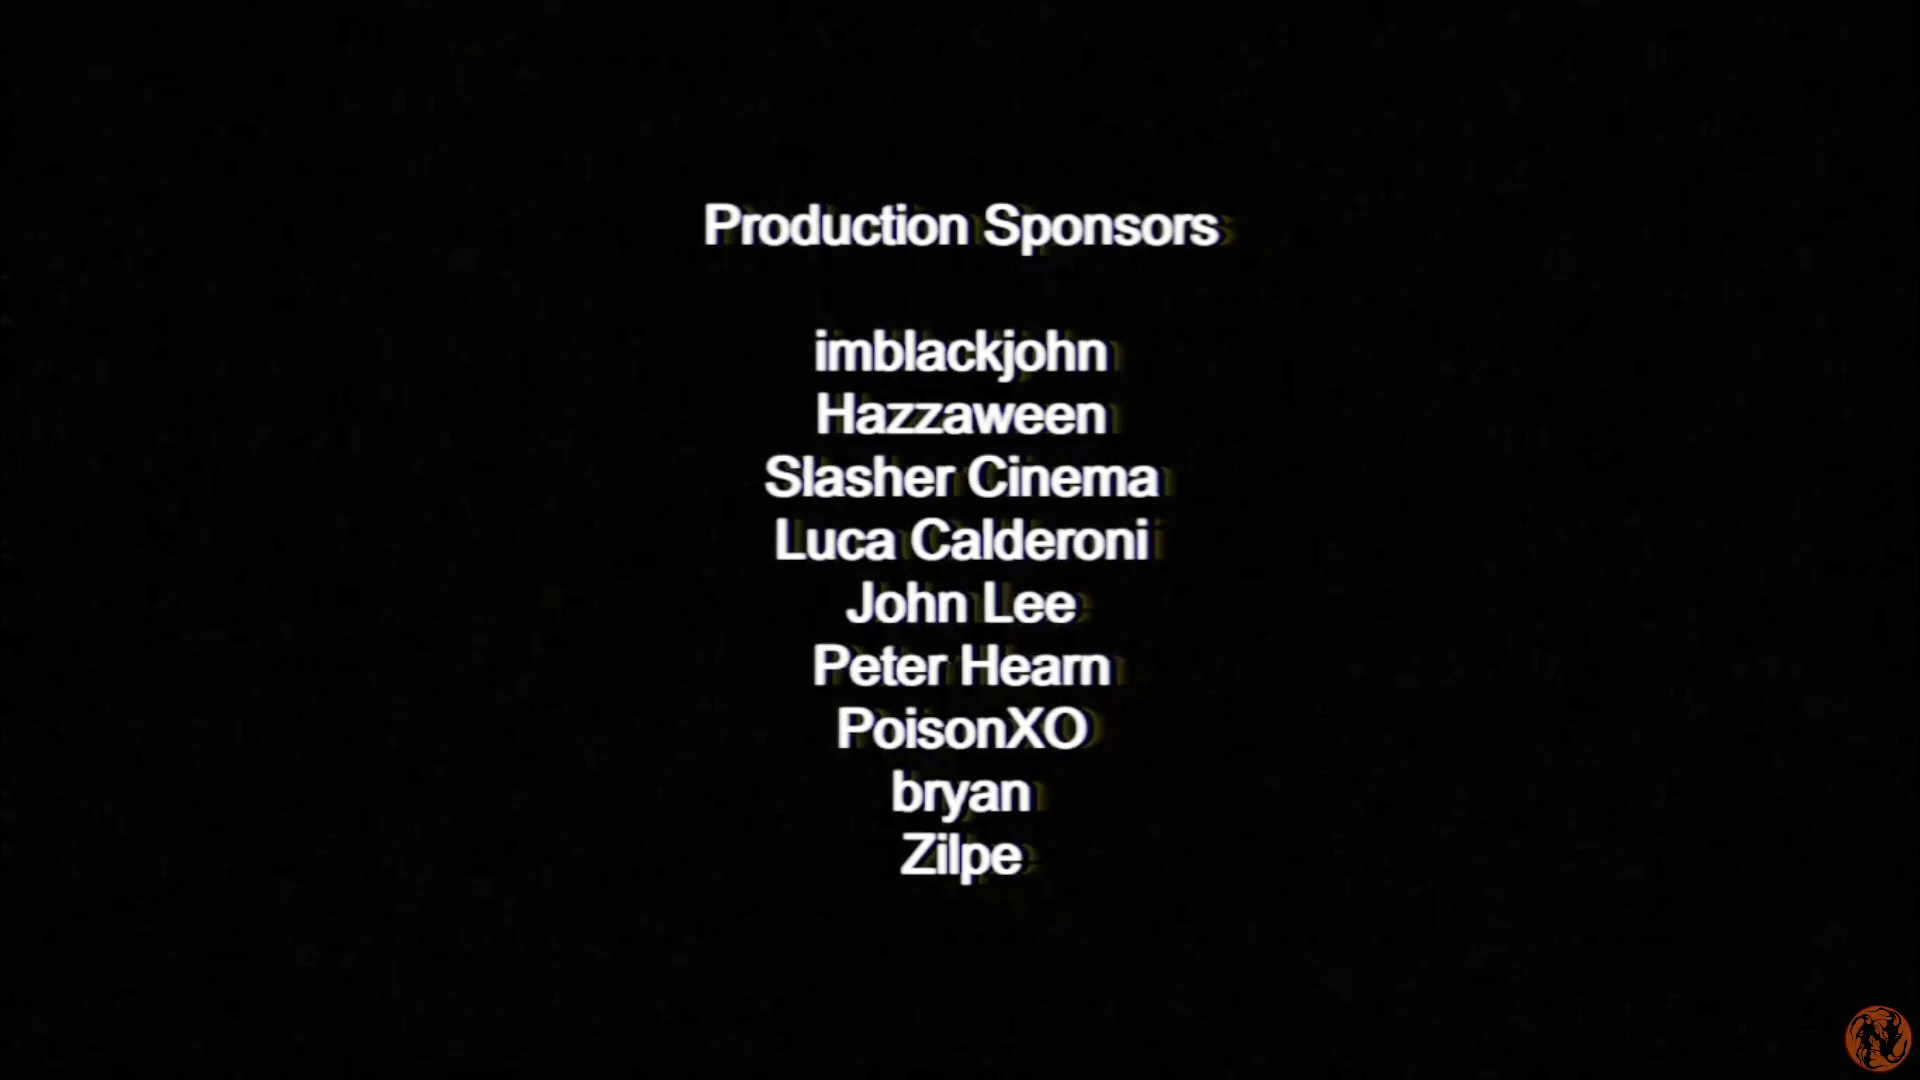 Production Sponsors
imblackjohn
Hazzaween
Slasher Cinema
Luca Calderoni
John Lee
Peter Hearn
PoisonXO
bryan
Zilpe